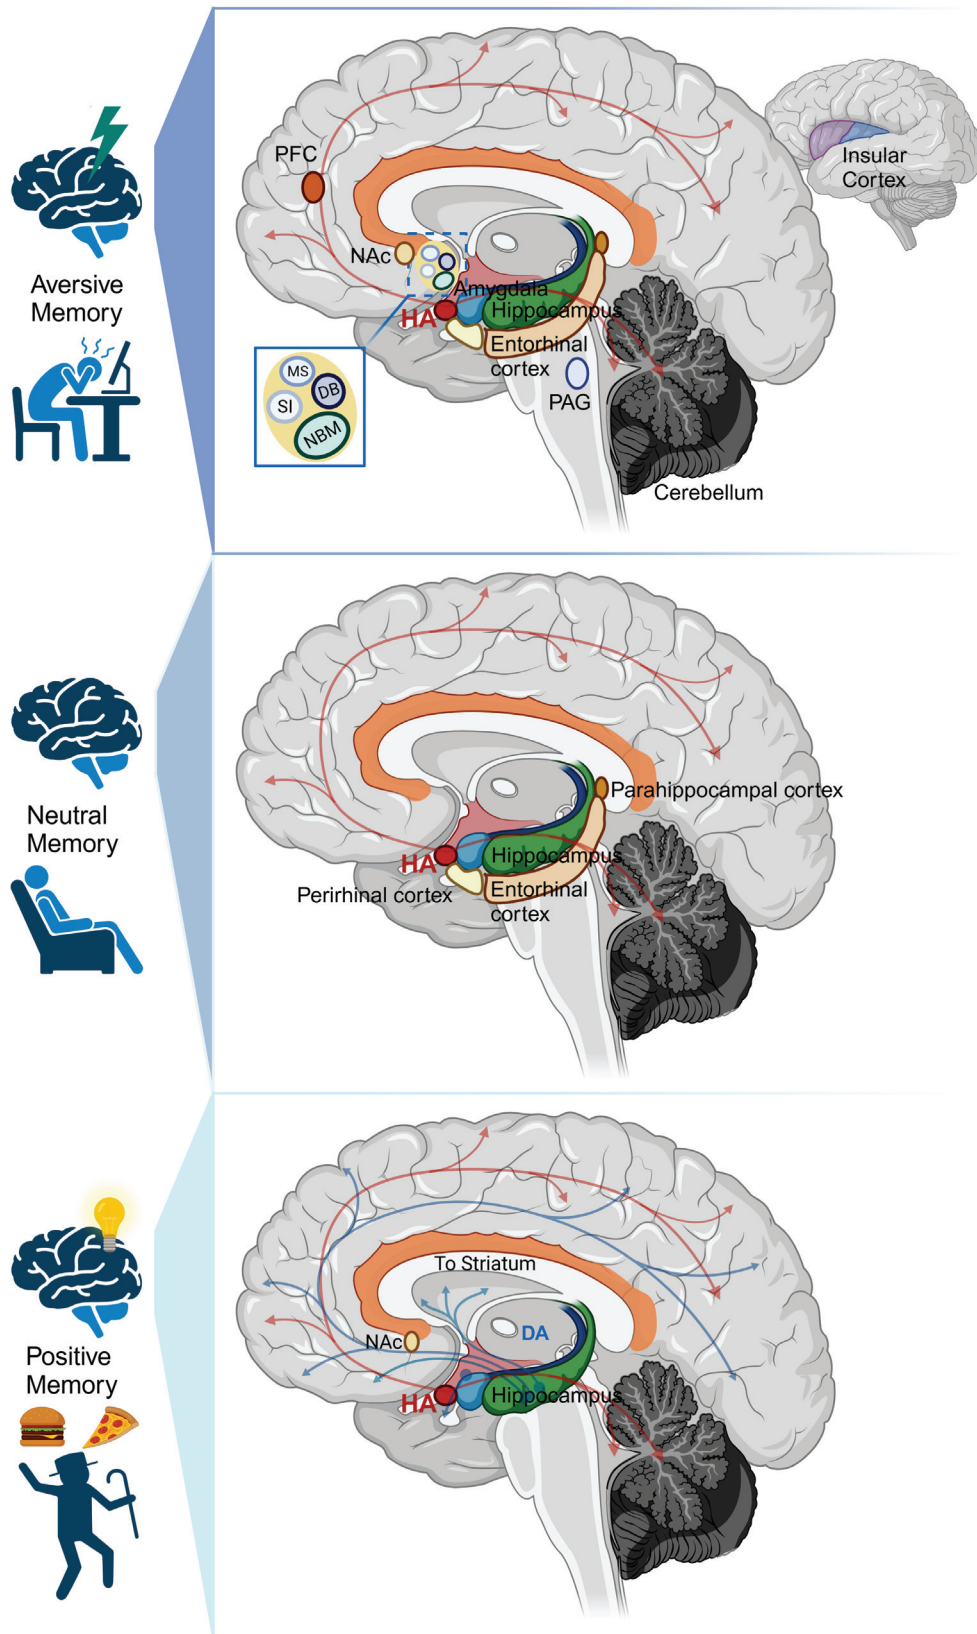 Aversive
Memory
PFC
NAc
Amygdala
HA
Hippocampus
Entorhinal
cortex
PAG
Cerebellum
Insular
Cortex
MS
DB
SI
NBM
Neutral
Memory
Parahippocampal cortex
HA
Hippocampus
Perirhinal cortex
Entorhinal
cortex
Positive
Memory
To Striatum
DA
NAc
HA
Hippocampus